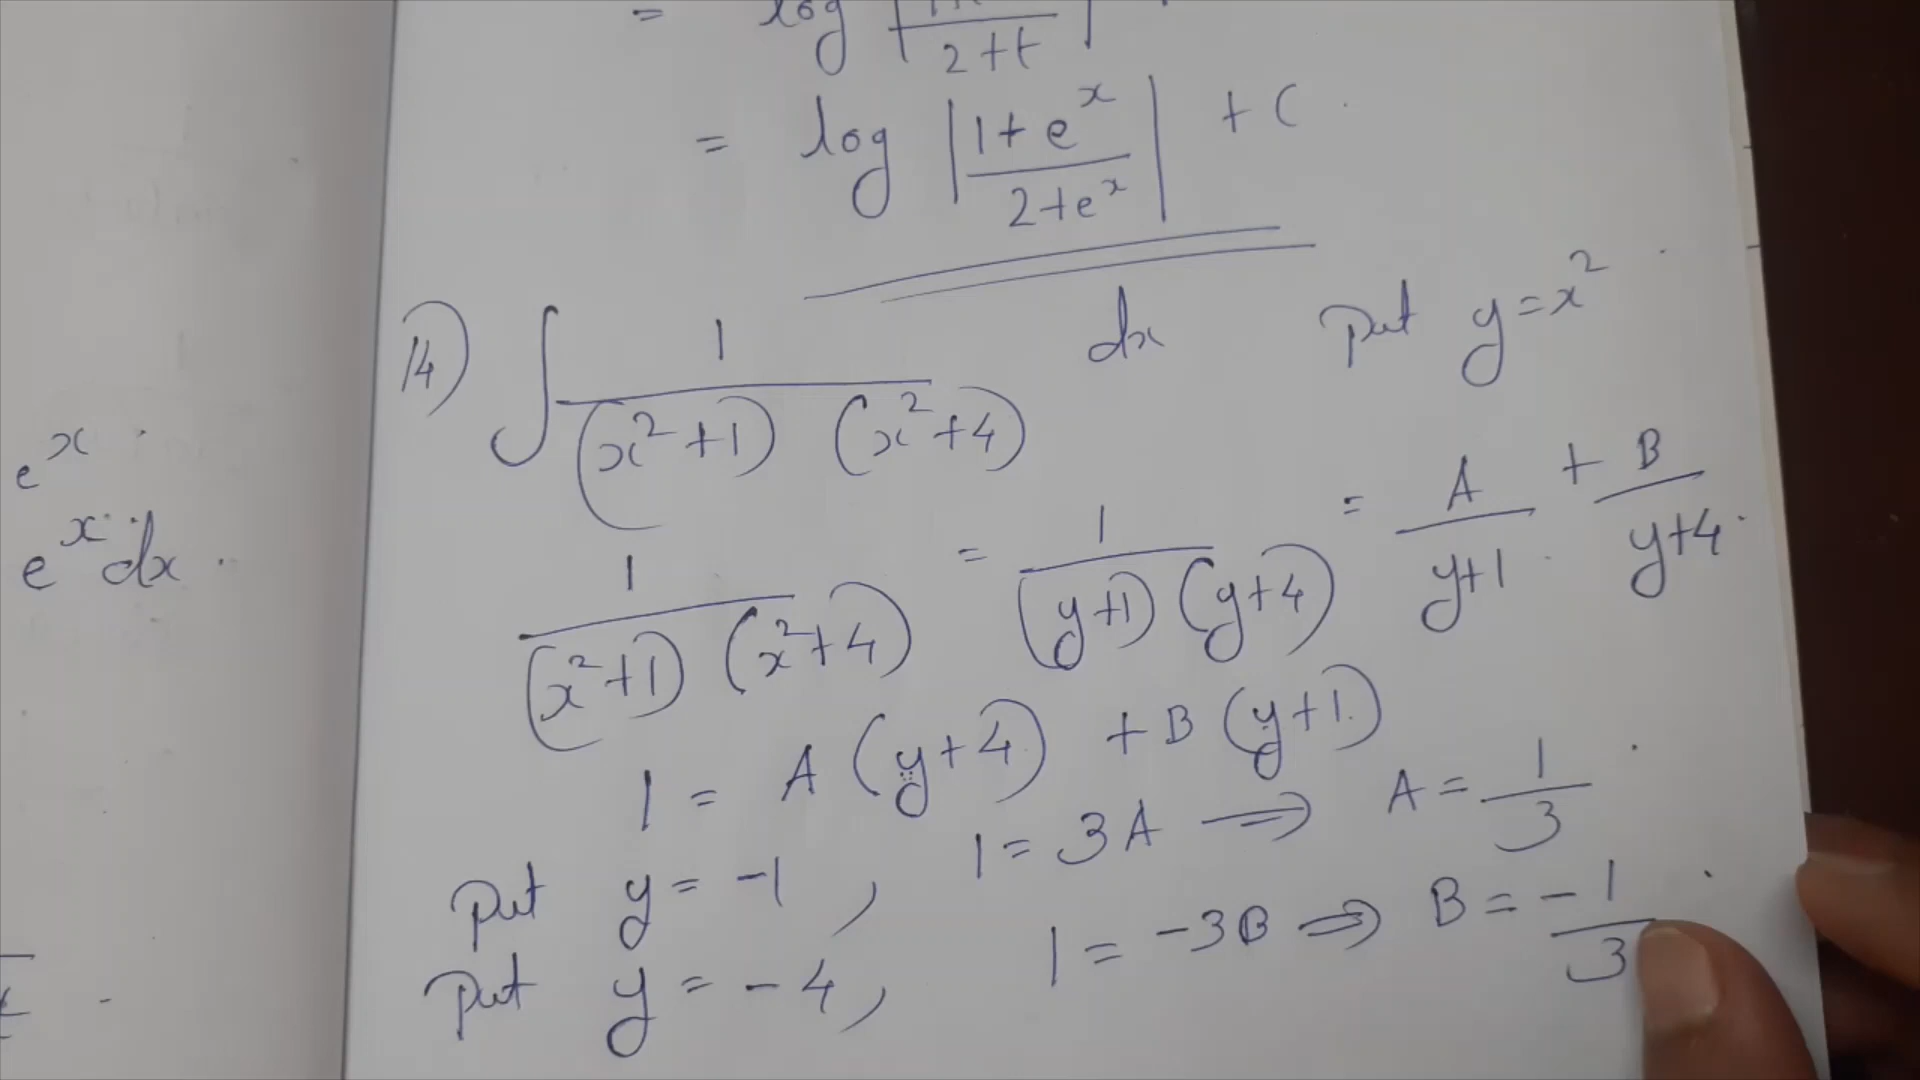 = log | / 2+t |
= log |1+e^x / 2+e^x| + C
14) ∫ 1 / (x²+1) (x²+4) dx Put y=x²
e^x
1 / (x²+1) (x²+4) = 1 / (y+1) (y+4) = A / y+1 + B / y+4
e^x dx
1 = A (y+4) + B (y+1)
Put y = -1, 1 = 3A ⟹ A = 1/3
Put y = -4, 1 = -3B ⟹ B = -1/3